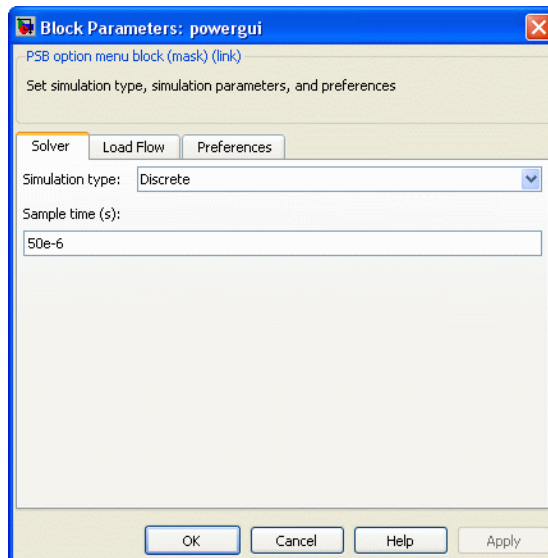 Block Parameters: powergui
PSB option menu block (mask) (link)
Set simulation type, simulation parameters, and preferences
Solver Load Flow Preferences
Simulation type: Discrete
Sample time (s):
50e-6
OK Cancel Help Apply